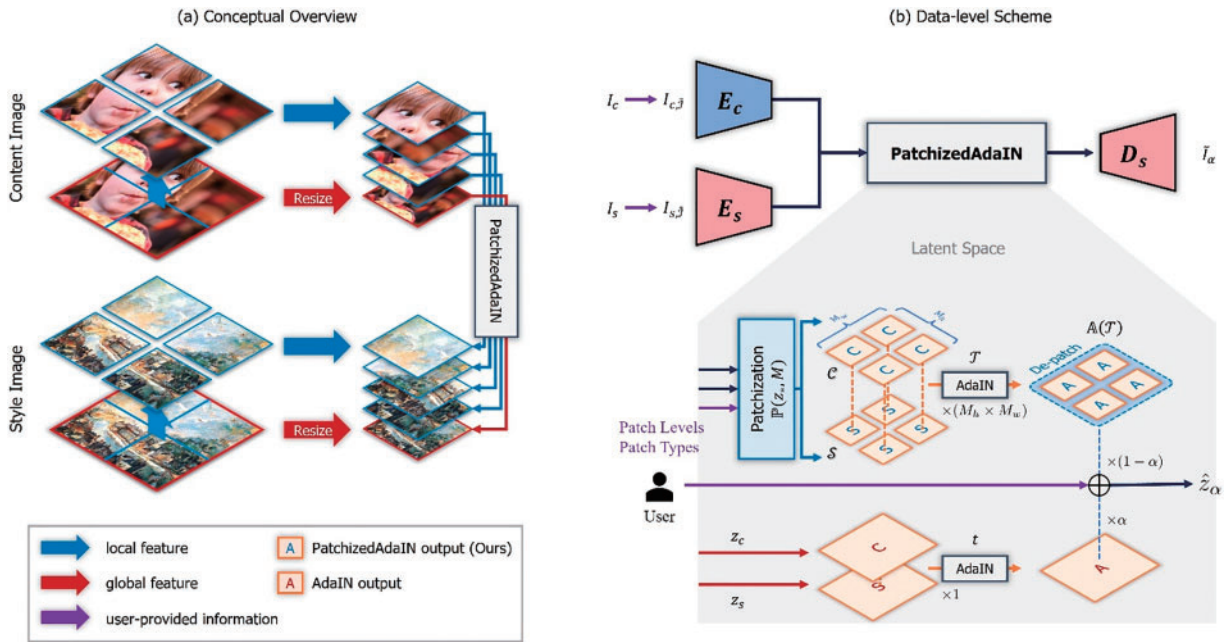 (a) Conceptual Overview
Content Image
Resize
PatchizedAdaIN
Style Image
Resize
local feature
A PatchizedAdaIN output (Ours)
global feature
A AdaIN output
user-provided information
(b) Data-level Scheme
I_c
E_c
PatchizedAdaIN
D_s
Ĩ_α
I_s
E_s
Latent Space
Patchization
ℙ(z_*, M)
M_w
M_h
C C C C
𝒞
S S S S
𝒮
𝒯
AdaIN
×(M_h × M_w)
𝔸(𝒯)
De-patch
A A A A
Patch Levels
Patch Types
User
×(1 − α)
ẑ_α
×α
z_c
C
z_s
S
t
AdaIN
×1
A